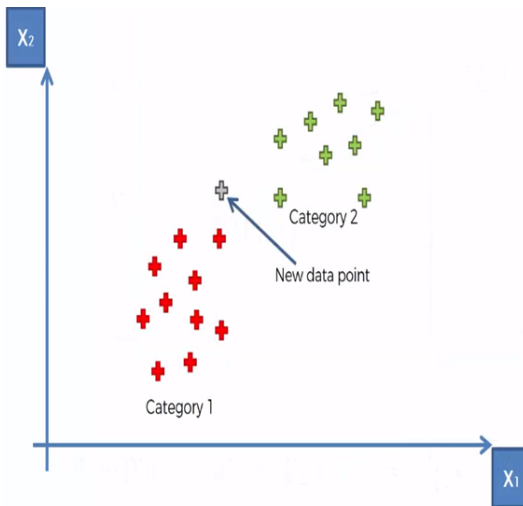 X₂
Category 2
New data point
Category 1
X₁